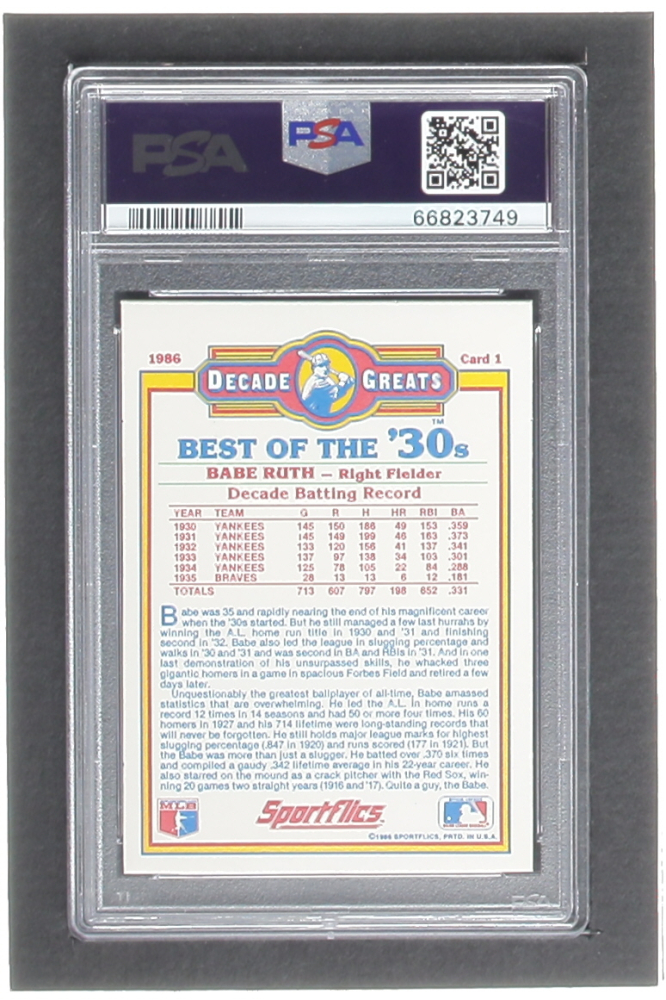 PSA
PSA
66823749
1986
Card 1
DECADE GREATS
BEST OF THE '30s™
BABE RUTH — Right Fielder
Decade Batting Record
YEAR TEAM G R H HR RBI BA
1930 YANKEES 145 150 186 49 153 .359
1931 YANKEES 145 149 199 46 163 .373
1932 YANKEES 133 120 156 41 137 .341
1933 YANKEES 137 97 138 34 103 .301
1934 YANKEES 125 78 105 22 84 .288
1935 BRAVES 28 13 13 6 12 .181
TOTALS 713 607 797 198 652 .331
Babe was 35 and rapidly nearing the end of his magnificent career
when the '30s started. But he still managed a few last hurrahs by
winning the A.L. home run title in 1930 and '31 and finishing
second in '32. Babe also led the league in slugging percentage and
walks in '30 and '31 and was second in BA and RBIs in '31. And in one
last demonstration of his unsurpassed skills, he whacked three
gigantic homers in a game in spacious Forbes Field and retired a few
days later.
Unquestionably the greatest ballplayer of all-time, Babe amassed
statistics that are overwhelming. He led the A.L. in home runs a
record 12 times in 14 seasons and had 50 or more four times. His 60
homers in 1927 and his 714 lifetime were long-standing records that
will never be forgotten. He still holds major league marks for highest
slugging percentage (.847 in 1920) and runs scored (177 in 1921). But
the Babe was more than just a slugger. He batted over .370 six times
and compiled a gaudy .342 lifetime average in his 22-year career. He
also starred on the mound as a crack pitcher with the Red Sox, win-
ning 20 games two straight years (1916 and '17). Quite a guy, the Babe.
MLB
Sportflics
©1986 SPORTFLICS, PRTD. IN U.S.A.
PSA